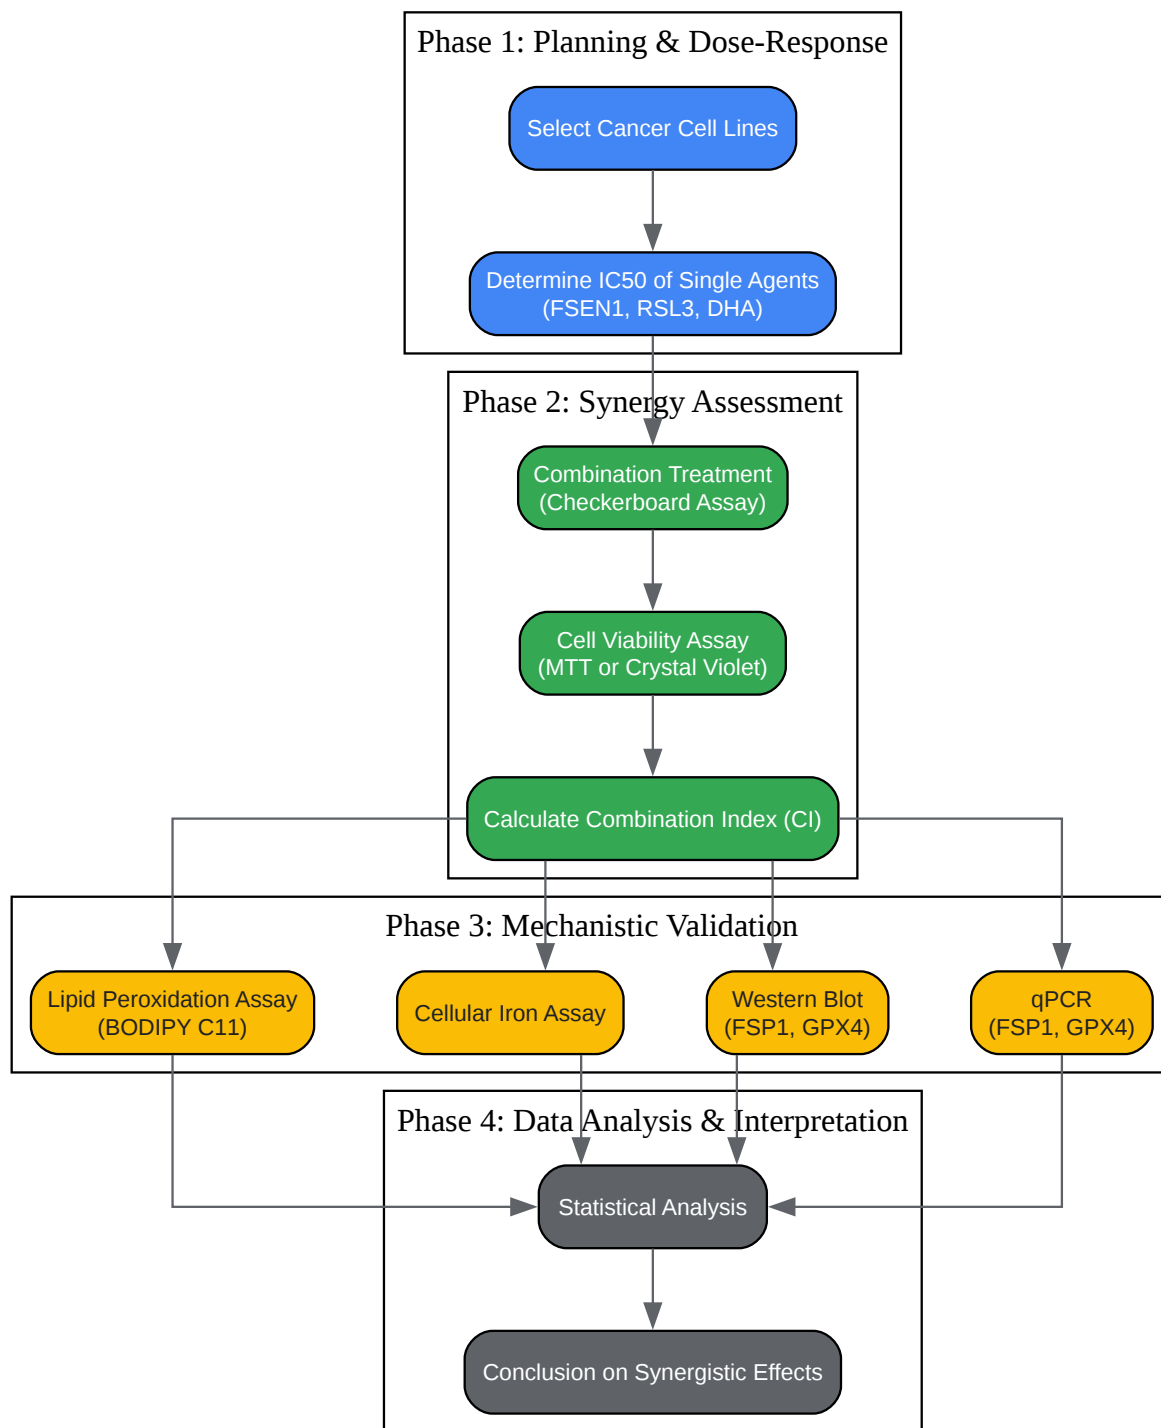 Phase 1: Planning & Dose-Response
Select Cancer Cell Lines
Determine IC50 of Single Agents
(FSEN1, RSL3, DHA)
Phase 2: Synergy Assessment
Combination Treatment
(Checkerboard Assay)
Cell Viability Assay
(MTT or Crystal Violet)
Calculate Combination Index (CI)
Phase 3: Mechanistic Validation
Lipid Peroxidation Assay
(BODIPY C11)
Cellular Iron Assay
Western Blot
(FSP1, GPX4)
qPCR
(FSP1, GPX4)
Phase 4: Data Analysis & Interpretation
Statistical Analysis
Conclusion on Synergistic Effects